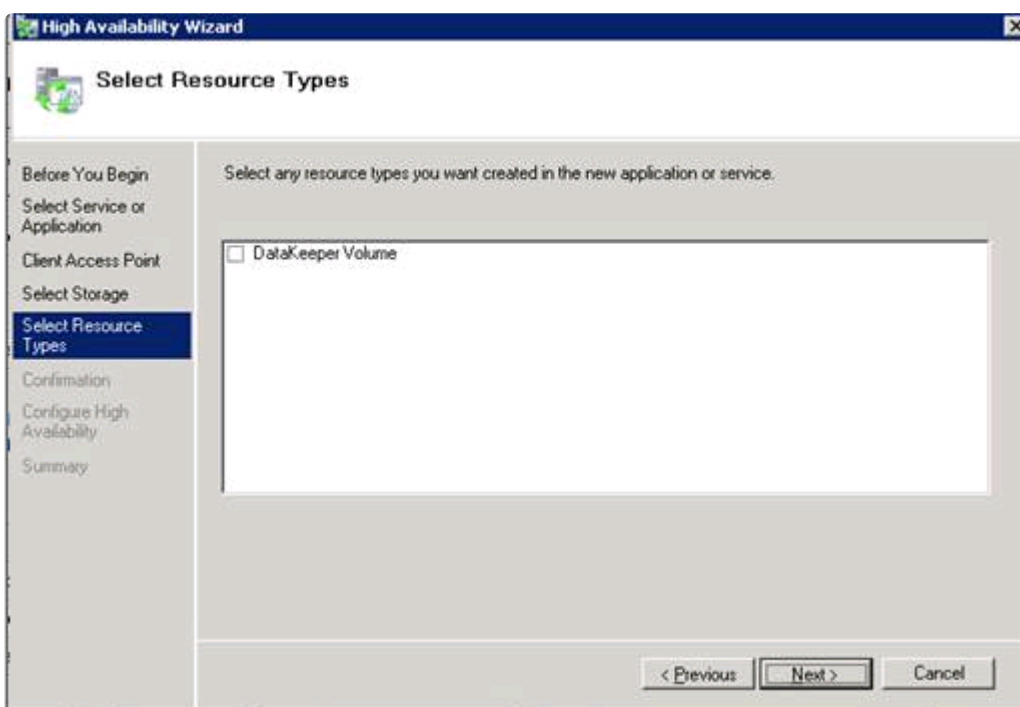 High Availability Wizard
Select Resource Types
Before You Begin
Select Service or
Application
Client Access Point
Select Storage
Select Resource
Types
Confirmation
Configure High
Availability
Summary
Select any resource types you want created in the new application or service.
DataKeeper Volume
< Previous
Next >
Cancel